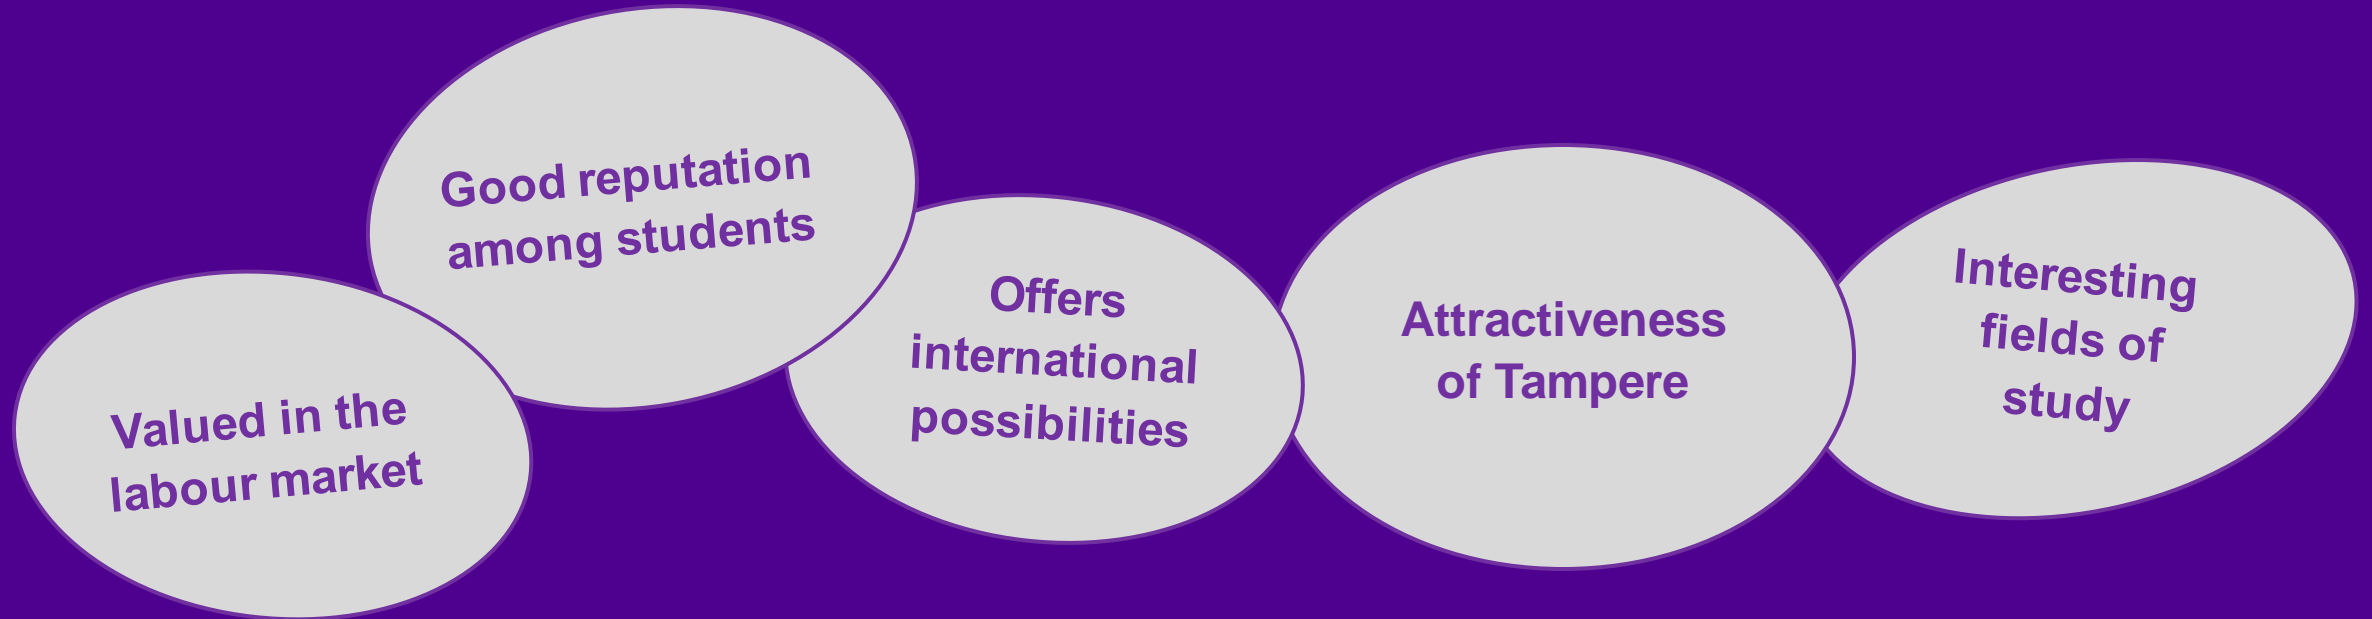 Good reputation
among students
Valued in the
labour market
Offers
international
possibilities
Attractiveness
of Tampere
Interesting
fields of
study